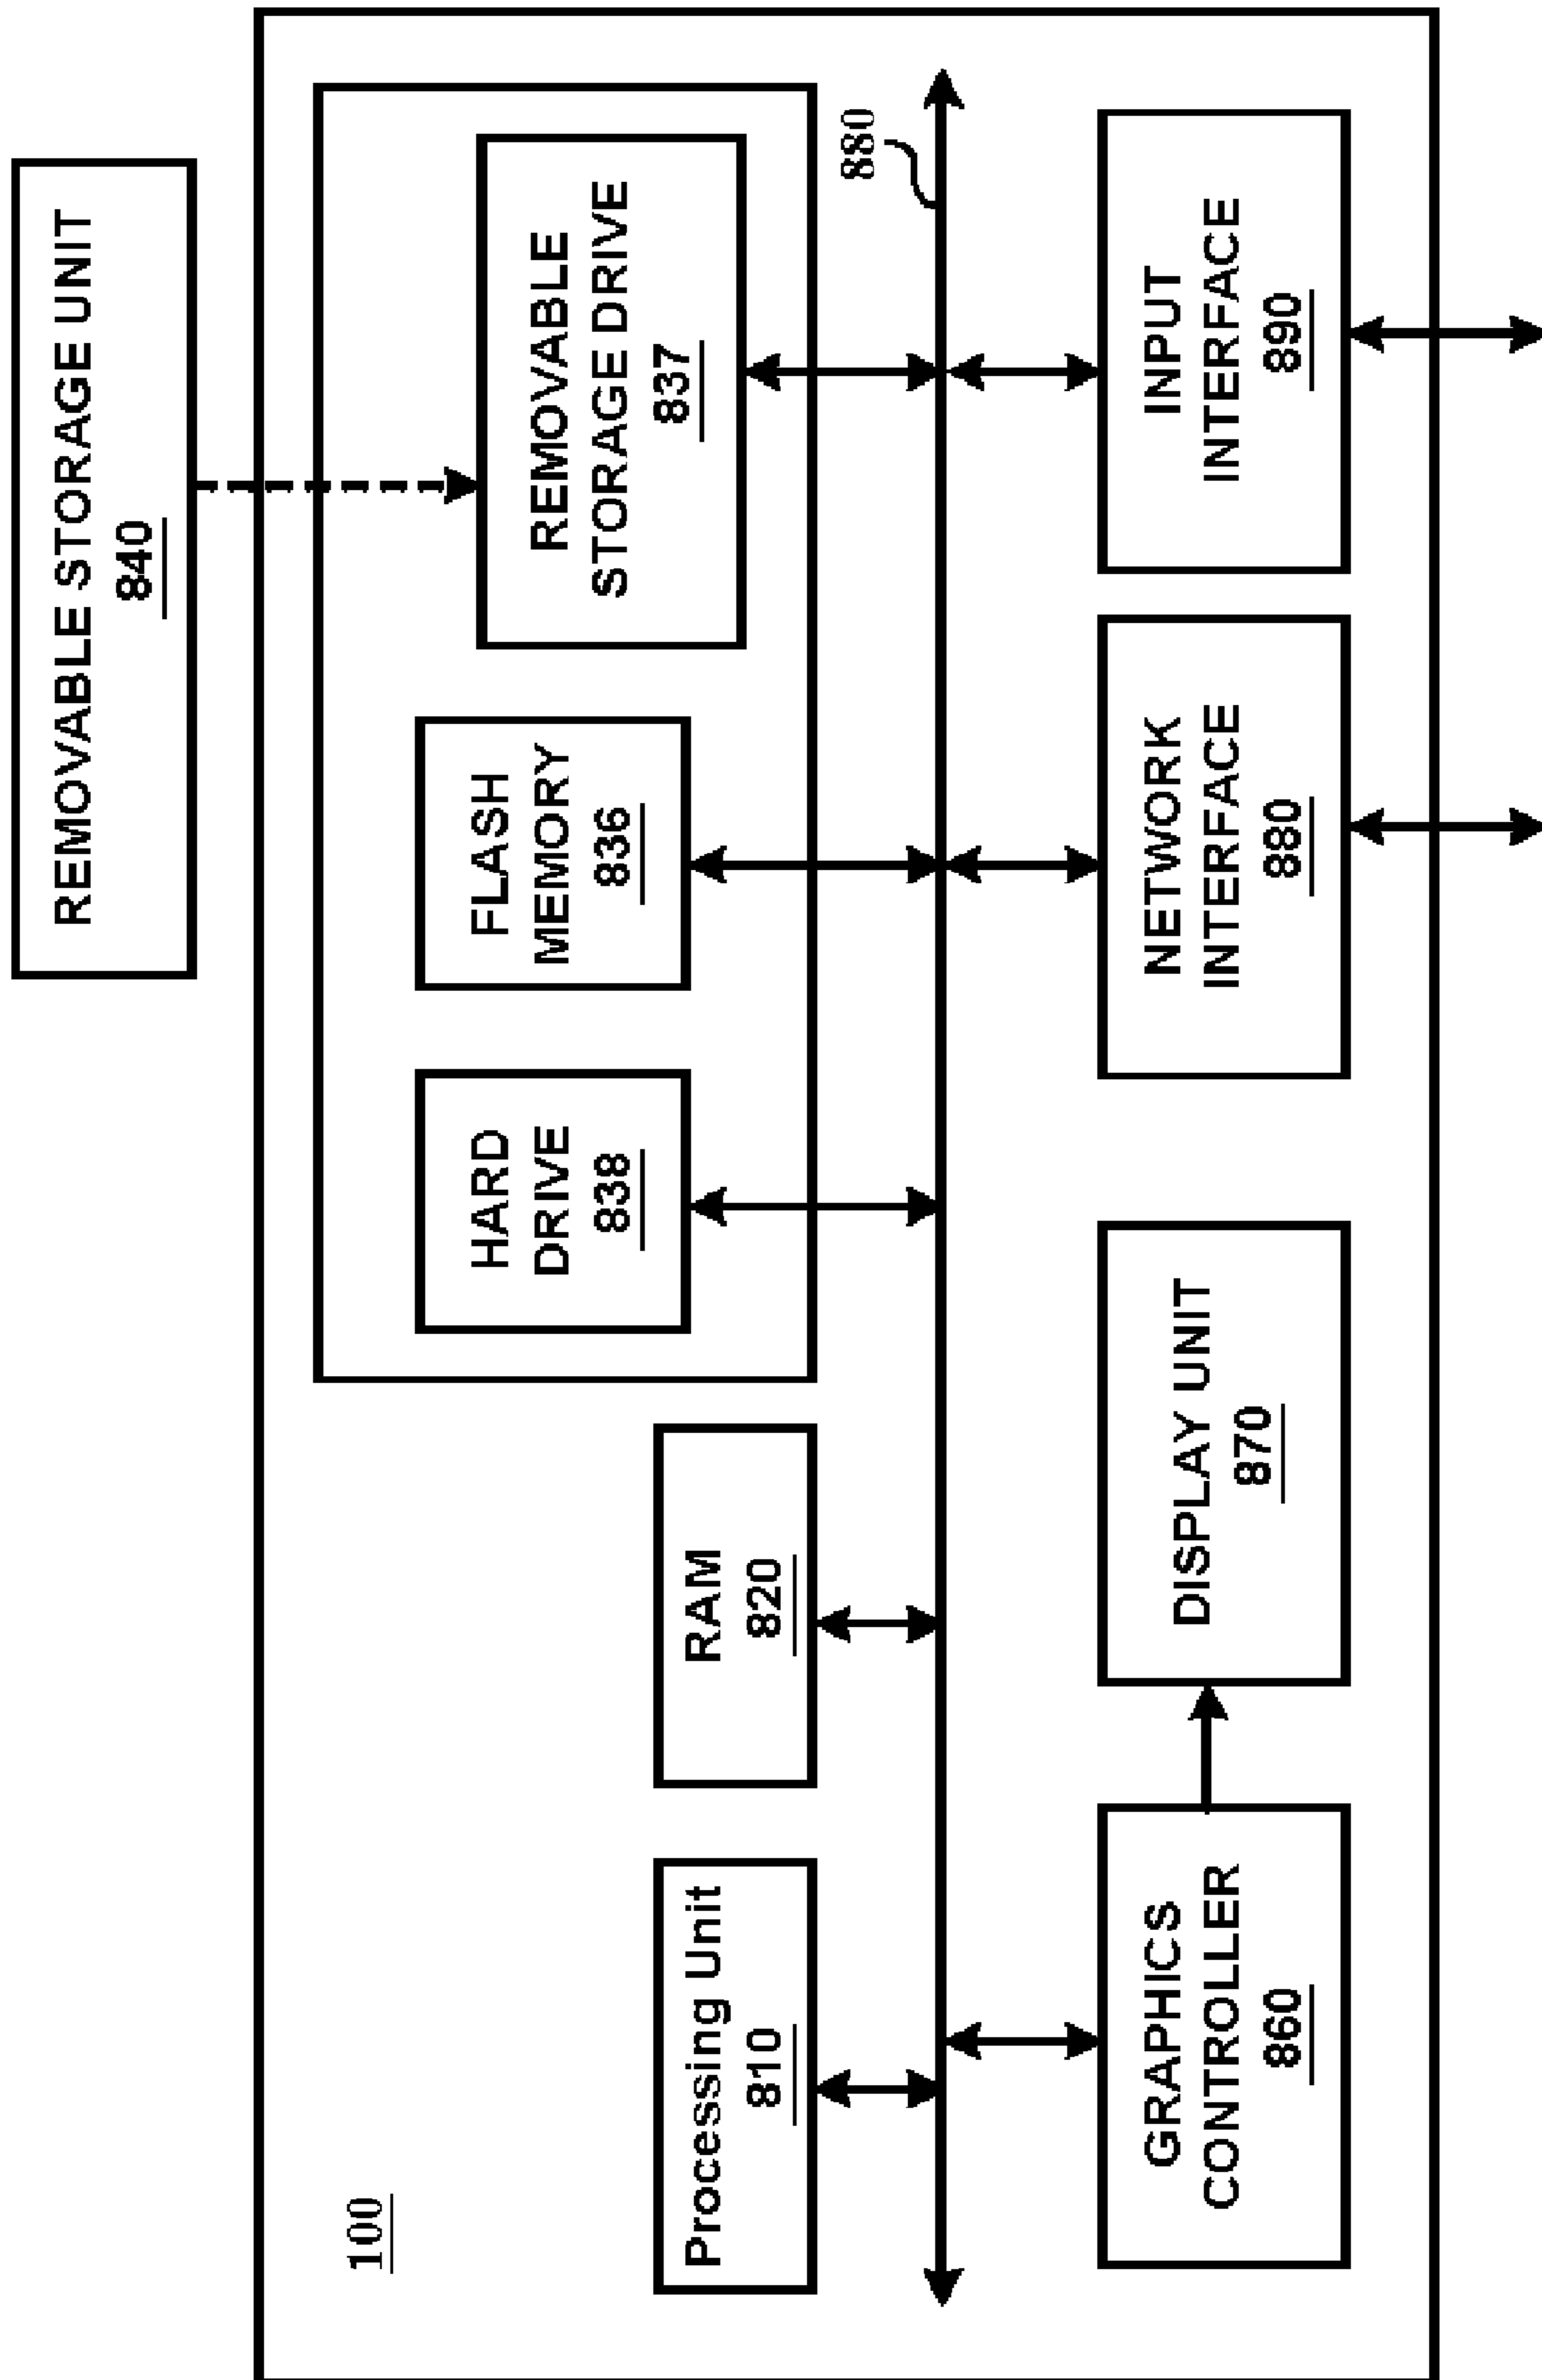 REMOVABLE STORAGE UNIT
840
100
Processing Unit
810
RAM
820
HARD
DRIVE
838
FLASH
MEMORY
836
REMOVABLE
STORAGE DRIVE
837
880
GRAPHICS
CONTROLLER
860
DISPLAY UNIT
870
NETWORK
INTERFACE
880
INPUT
INTERFACE
890